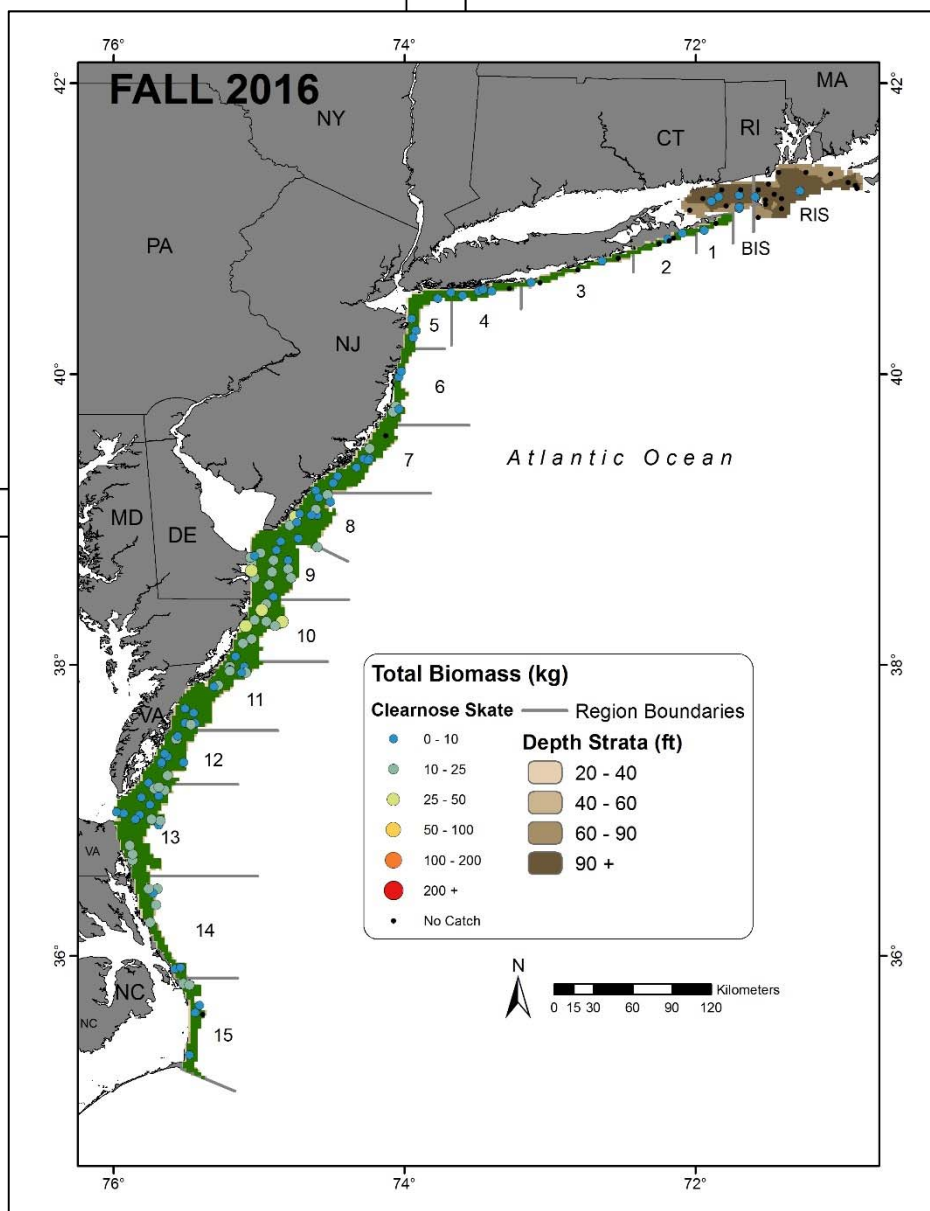 76°
74°
72°
FALL 2016
42°
42°
MA
NY
CT
RI
PA
RIS
BIS
1
2
3
4
5
NJ
40°
40°
6
Atlantic Ocean
7
MD
DE
8
9
10
38°
38°
11
VA
12
13
VA
14
36°
36°
NC
NC
15
Total Biomass (kg)
Clearnose Skate
Region Boundaries
0 - 10
10 - 25
25 - 50
50 - 100
100 - 200
200 +
No Catch
Depth Strata (ft)
20 - 40
40 - 60
60 - 90
90 +
N
Kilometers
0 15 30 60 90 120
76°
74°
72°